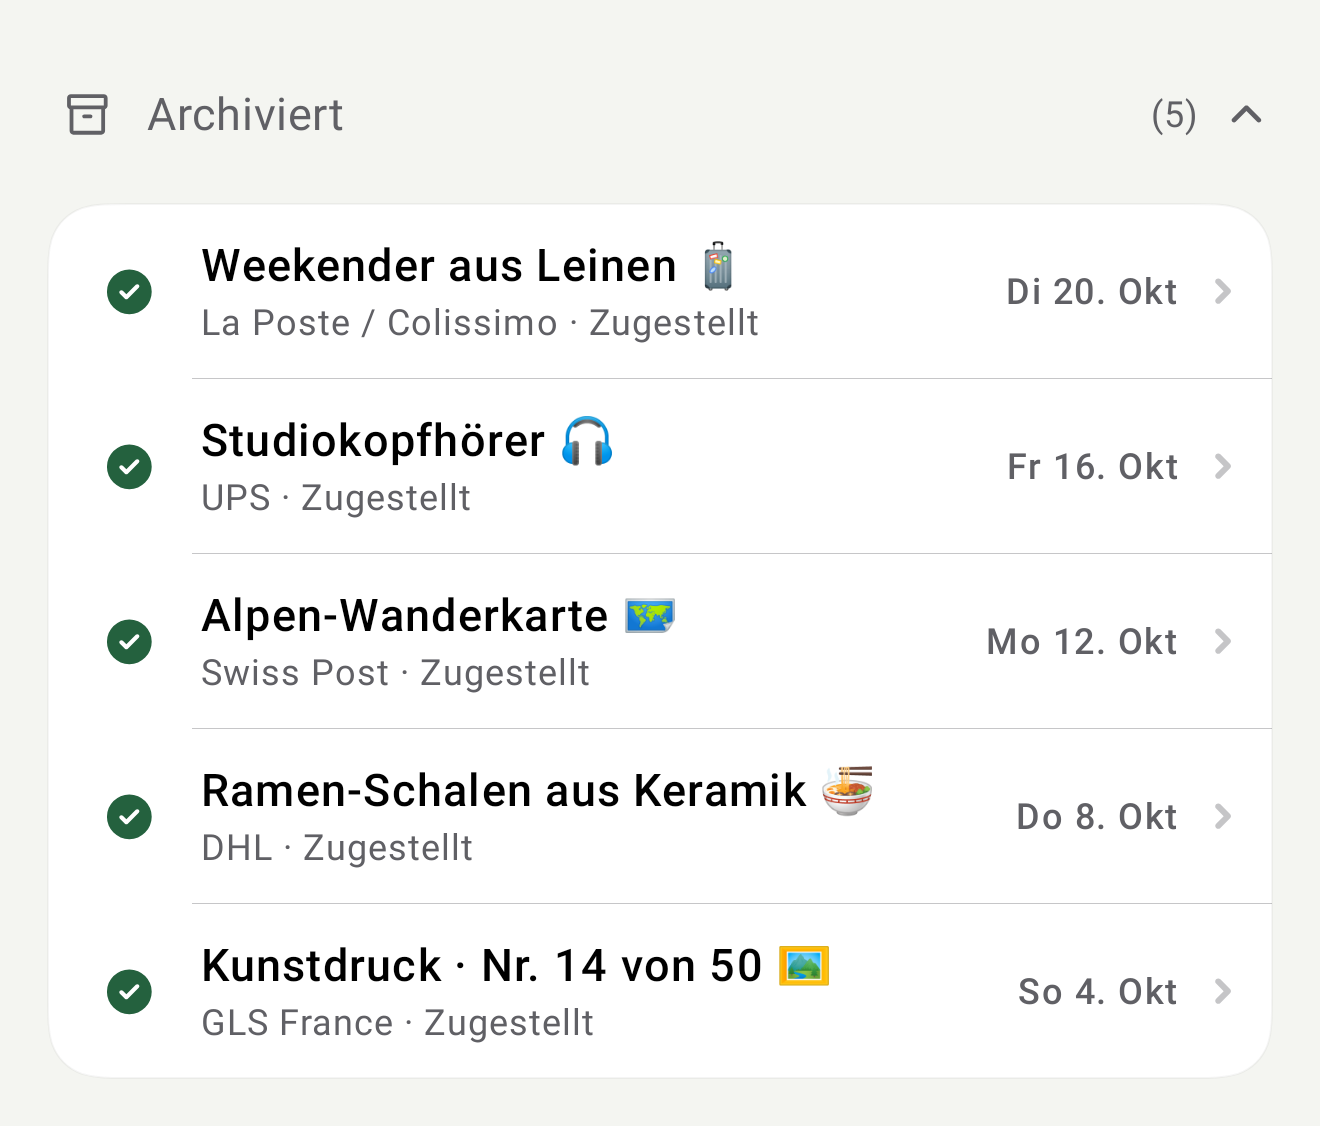 Archiviert
(5)
Weekender aus Leinen 🧳
La Poste / Colissimo · Zugestellt
Di 20. Okt
Studiokopfhörer 🎧
UPS · Zugestellt
Fr 16. Okt
Alpen-Wanderkarte 🗺️
Swiss Post · Zugestellt
Mo 12. Okt
Ramen-Schalen aus Keramik 🍜
DHL · Zugestellt
Do 8. Okt
Kunstdruck · Nr. 14 von 50 🖼️
GLS France · Zugestellt
So 4. Okt